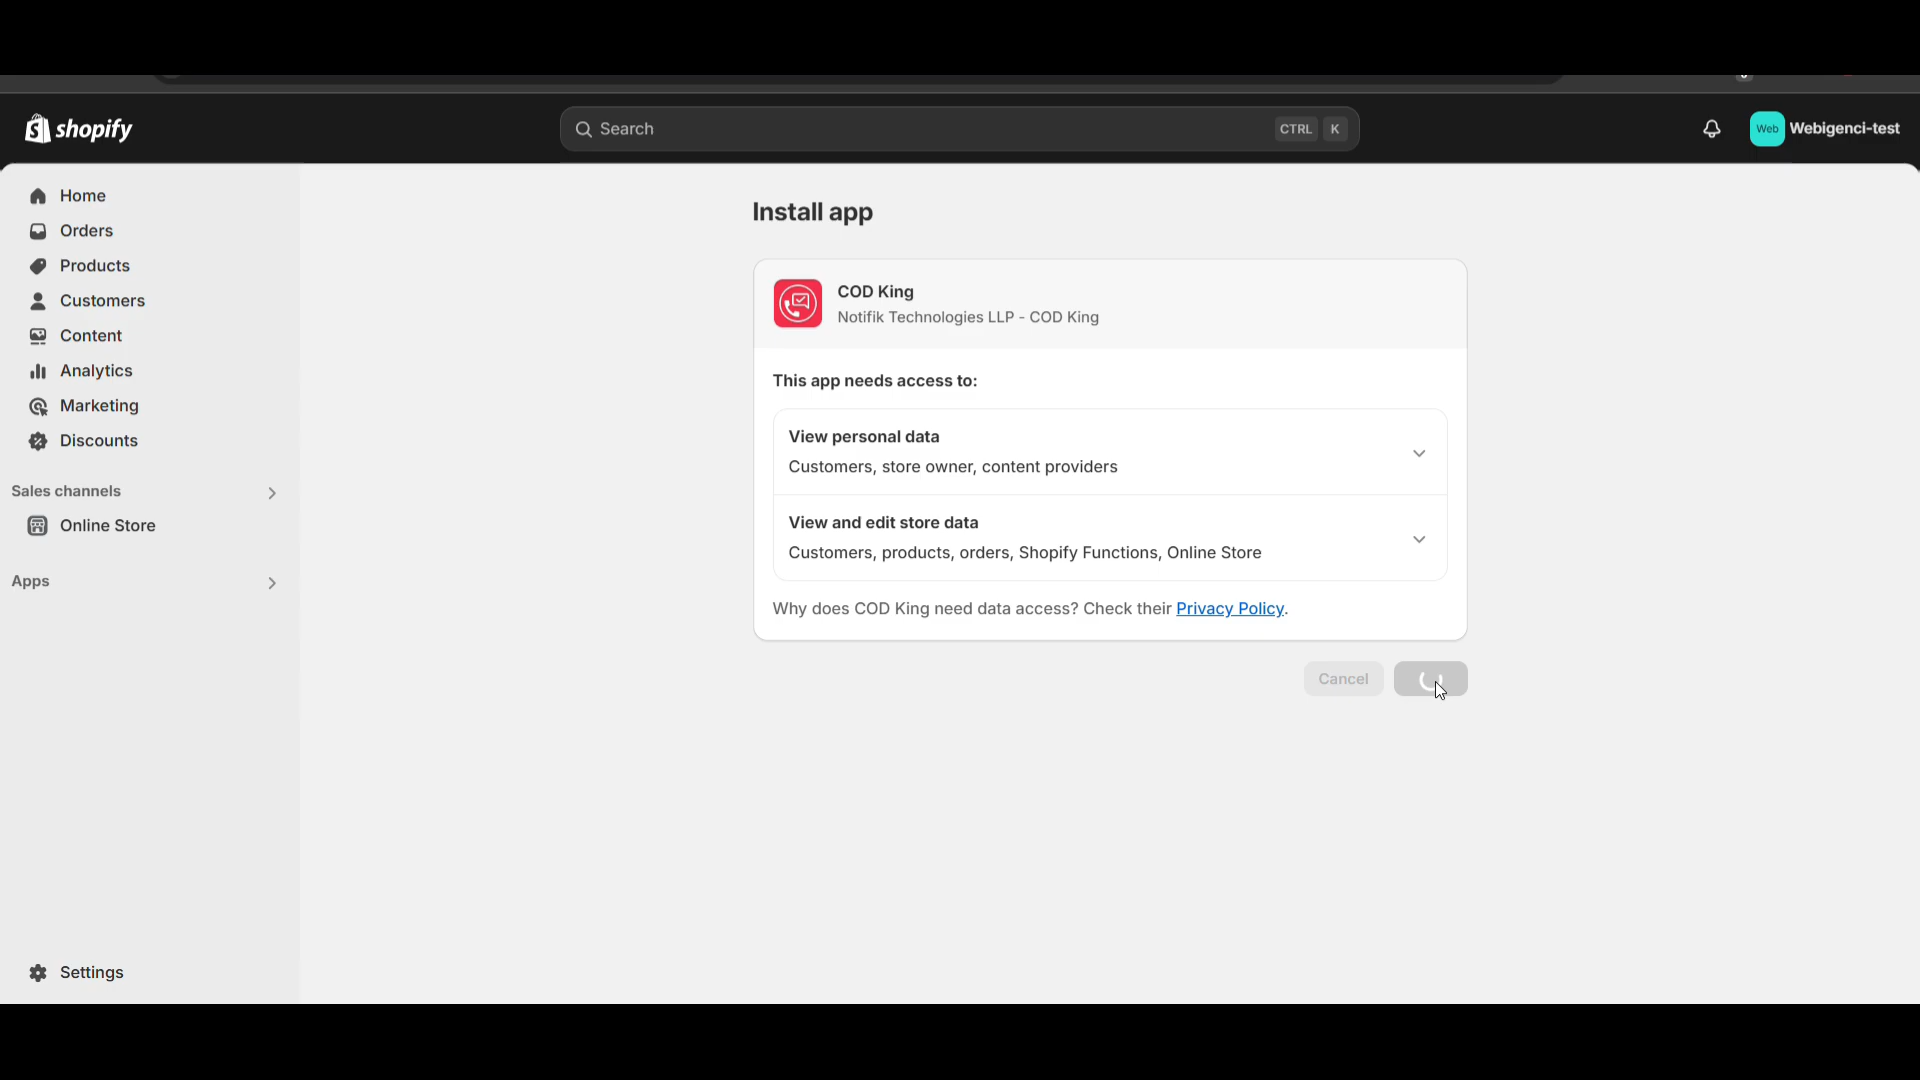 shopify
Search
CTRL K
Web
Webigenci-test
Home
Orders
Products
Customers
Content
Analytics
Marketing
Discounts
Sales channels
Online Store
Apps
Settings
Install app
COD King
Notifik Technologies LLP - COD King
This app needs access to:
View personal data
Customers, store owner, content providers
View and edit store data
Customers, products, orders, Shopify Functions, Online Store
Why does COD King need data access? Check their Privacy Policy.
Cancel